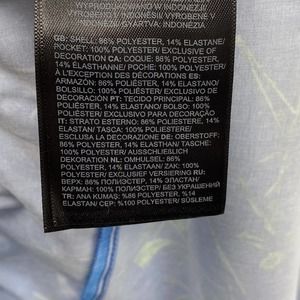 WYPRODUKOWANO W INDONEZJI/
VYROBENO V INDONÉSII/ VYROBENÉ V
INDONÉZII/GYÁRTVA: INDONÉZIA
GB: SHELL: 86% POLYESTER, 14% ELASTANE/
POCKET: 100% POLYESTER/ EXCLUSIVE OF
DECORATION CA: COQUE: 86% POLYESTER,
14% ÉLASTHANNE/ POCHE: 100% POLYESTER/
À L'EXCEPTION DES DÉCORATIONS ES:
ARMAZÓN: 86% POLIÉSTER, 14% ELASTANO/
BOLSILLO: 100% POLIÉSTER/ EXCLUSIVO DE
DECORACIÓN PT: TECIDO PRINCIPAL: 86%
POLIÉSTER, 14% ELASTANO/ BOLSO: 100%
POLIÉSTER/ EXCLUSIVO PARA DECORAÇÃO
IT: STRATO ESTERNO: 86% POLIESTERE, 14%
ELASTAN/ TASCA: 100% POLIESTERE/
ESCLUSA LA DECORAZIONE DE: OBERSTOFF:
86% POLYESTER, 14% ELASTHAN/ TASCHE:
100% POLYESTER/ AUSSCHLIESSLICH
DEKORATION NL: OMHULSEL: 86%
POLYESTER, 14% ELASTAAN/ ZAK: 100%
POLYESTER/ EXCLUSIEF VERSIERING RU:
ВЕРХ: 86% ПОЛИЭСТЕР, 14% ЭЛАСТАН/
КАРМАН: 100% ПОЛИЭСТЕР/ БЕЗ УКРАШЕНИЙ
TR: ANA KUMAŞ: %86 POLYESTER, %14
ELASTAN/ CEP: %100 POLYESTER/ SÜSLEME